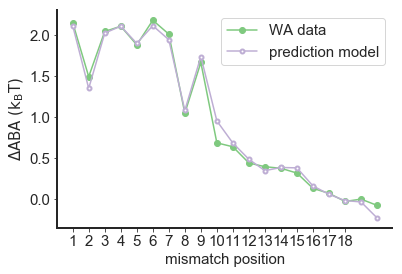 WA data
prediction model
2.0
1.5
1.0
0.5
0.0
ΔABA (kBT)
1 2 3 4 5 6 7 8 9 10 11 12 13 14 15 16 17 18
mismatch position